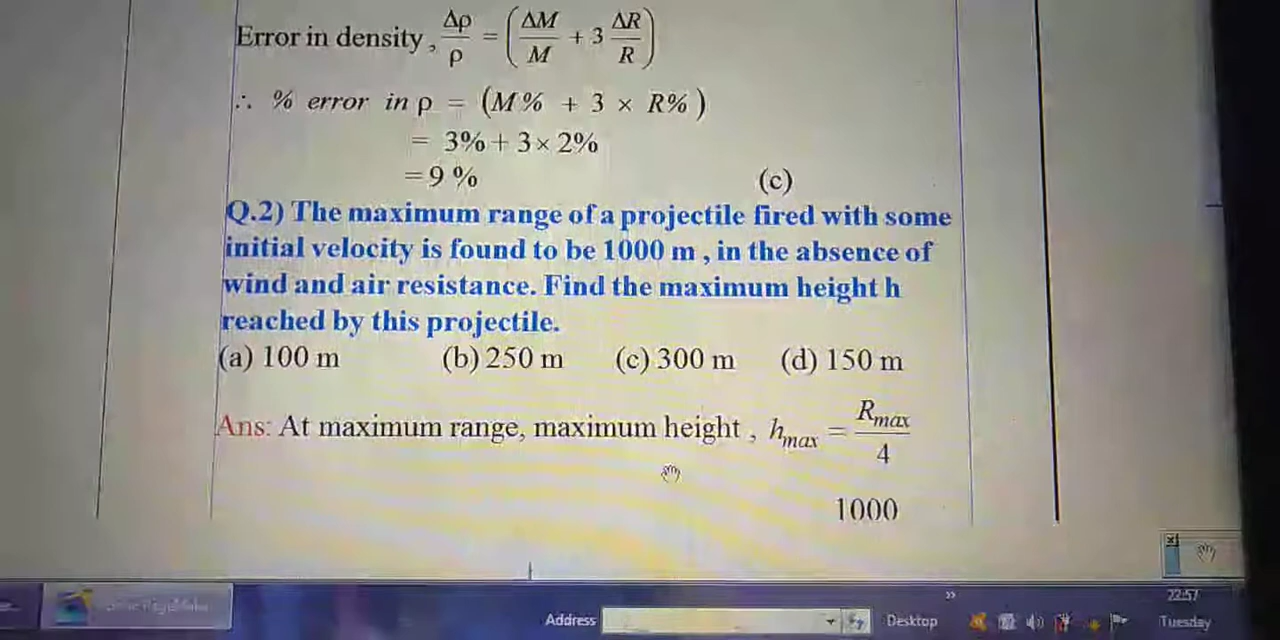 Error in density, Δρ/ρ = (ΔM/M + 3 ΔR/R)
∴ % error in ρ = (M% + 3 × R%)
= 3% + 3 × 2%
= 9 % (c)
Q.2) The maximum range of a projectile fired with some
initial velocity is found to be 1000 m , in the absence of
wind and air resistance. Find the maximum height h
reached by this projectile.
(a) 100 m (b) 250 m (c) 300 m (d) 150 m
Ans: At maximum range, maximum height , h_max = R_max/4
1000
22:57
Address Desktop Tuesday